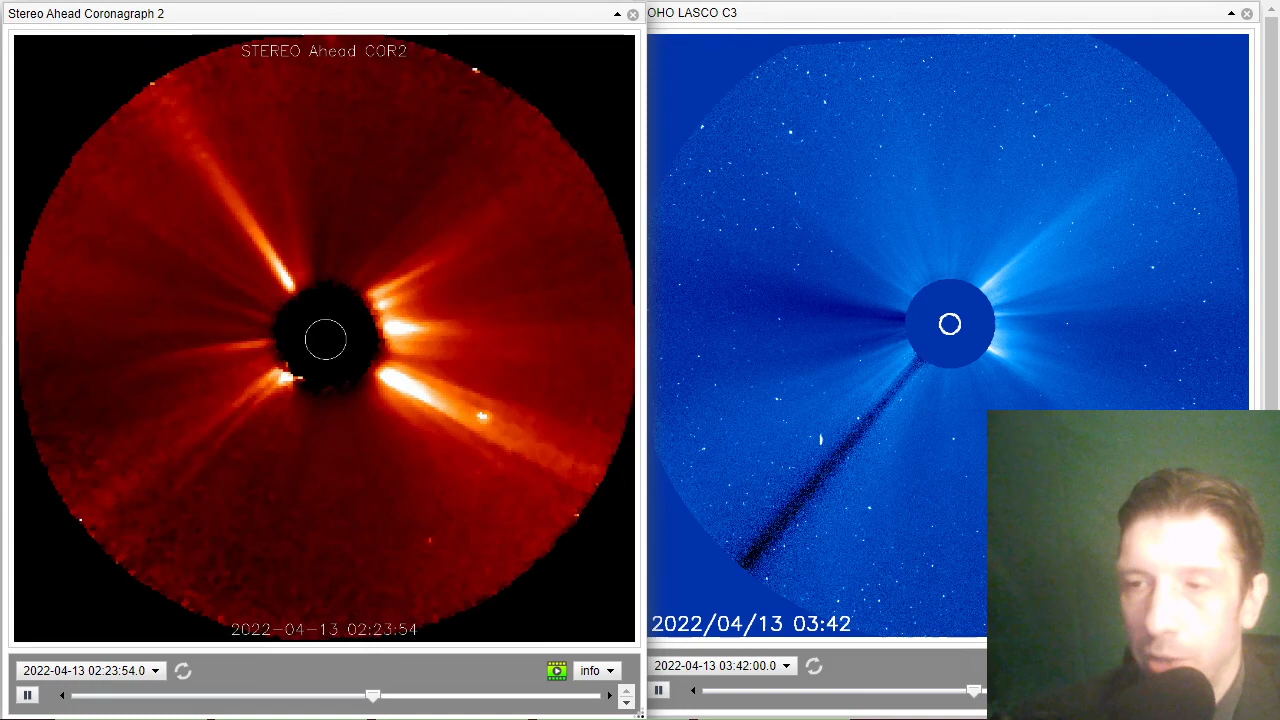 Stereo Ahead Coronagraph 2
OHO LASCO C3
STEREO Ahead COR2
2022-04-13 02:23:54
2022/04/13 03:42
2022-04-13 02:23:54.0
info
2022-04-13 03:42:00.0